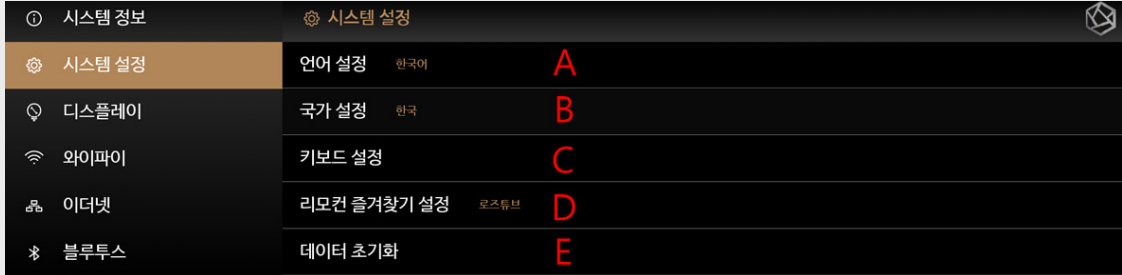 시스템 정보
시스템 설정
디스플레이
와이파이
이더넷
블루투스
시스템 설정
언어 설정 한국어 A
국가 설정 한국 B
키보드 설정 C
리모컨 즐겨찾기 설정 로즈튜브 D
데이터 초기화 E